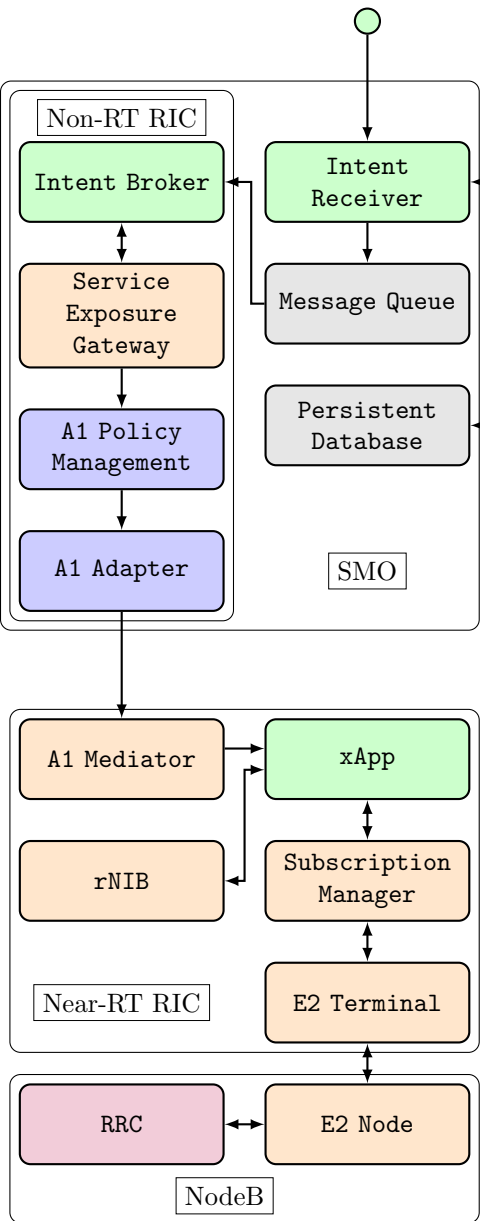 Non-RT RIC
Intent Broker
Intent
Receiver
Service
Exposure
Gateway
Message Queue
A1 Policy
Management
Persistent
Database
A1 Adapter
SMO
A1 Mediator
xApp
rNIB
Subscription
Manager
Near-RT RIC
E2 Terminal
RRC
E2 Node
NodeB